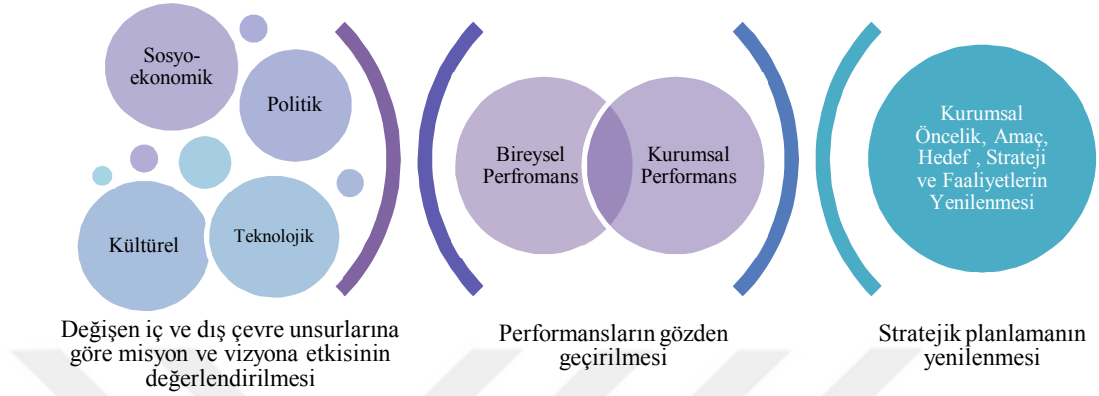 Sosyo-
ekonomik
Politik
Kültürel
Teknolojik
Değişen iç ve dış çevre unsurlarına
göre misyon ve vizyona etkisinin
değerlendirilmesi
Bireysel
Perfromans
Kurumsal
Performans
Performansların gözden
geçirilmesi
Kurumsal
Öncelik, Amaç,
Hedef , Strateji
ve Faaliyetlerin
Yenilenmesi
Stratejik planlamanın
yenilenmesi